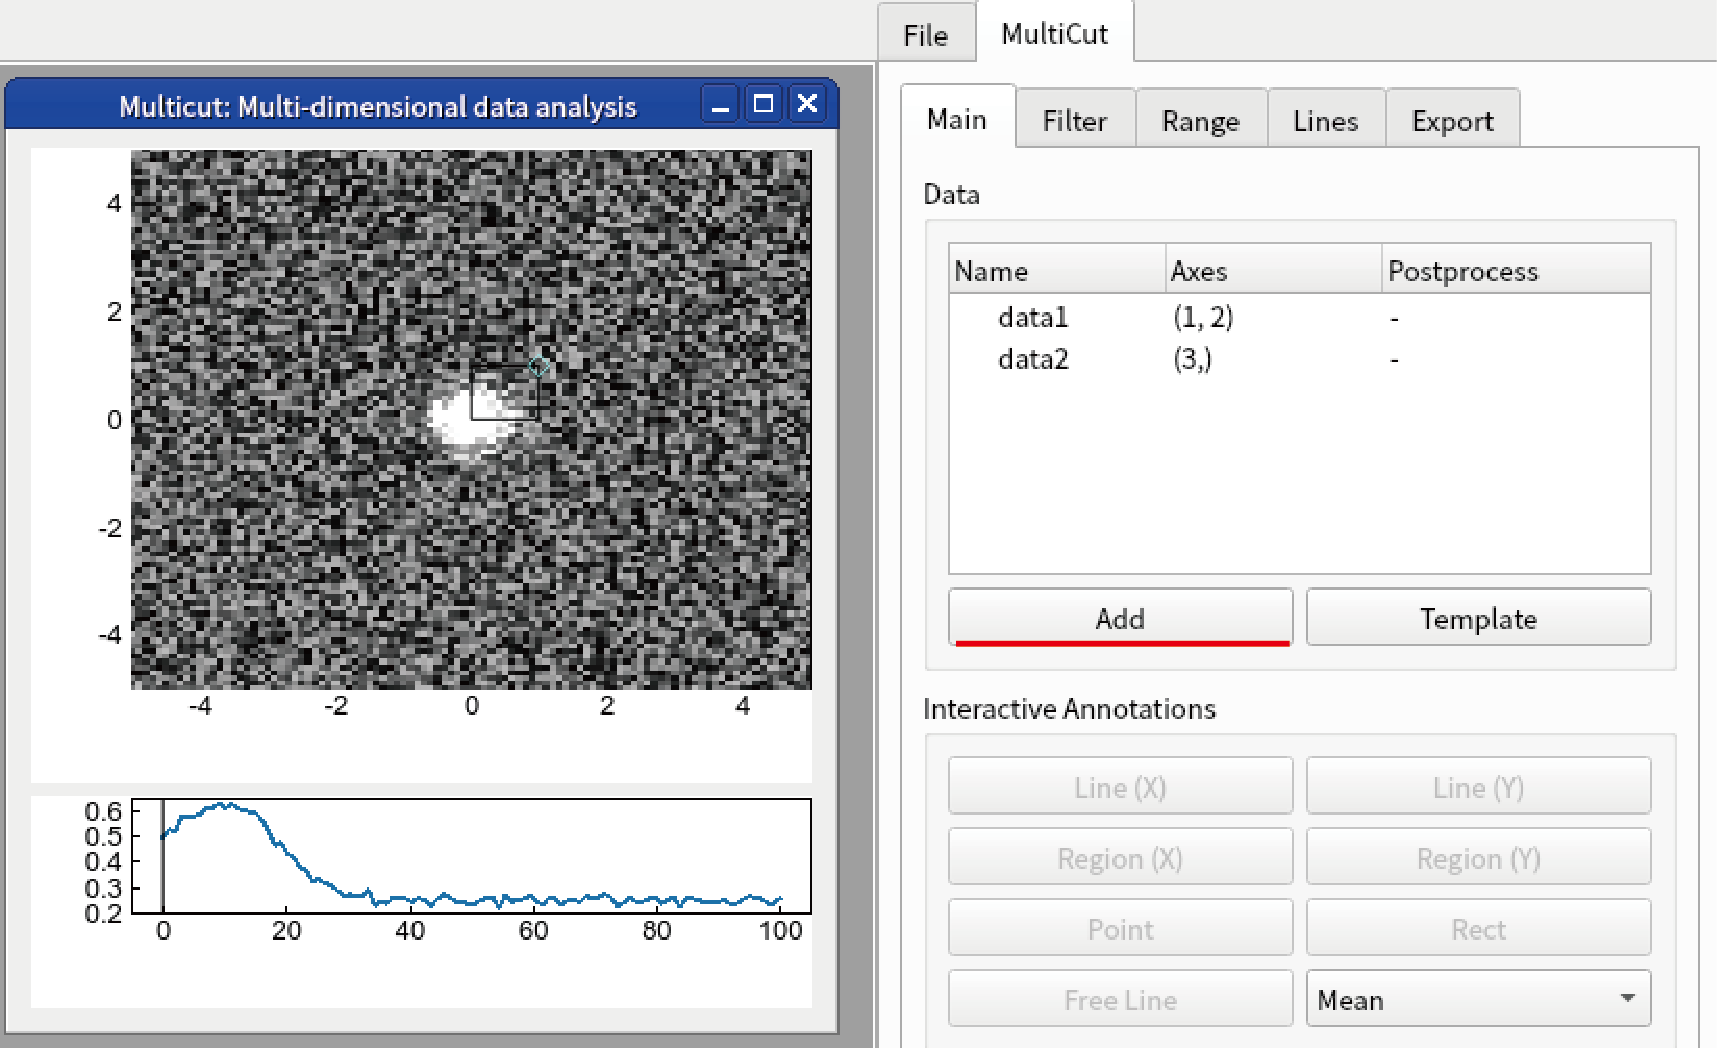 File
MultiCut
Multicut: Multi-dimensional data analysis
4
2
0
-2
-4
-4
-2
0
2
4
0.6
0.5
0.4
0.3
0.2
0
20
40
60
80
100
Main
Filter
Range
Lines
Export
Data
Name Axes Postprocess
data1 (1, 2) -
data2 (3,) -
Add
Template
Interactive Annotations
Line (X)
Line (Y)
Region (X)
Region (Y)
Point
Rect
Free Line
Mean